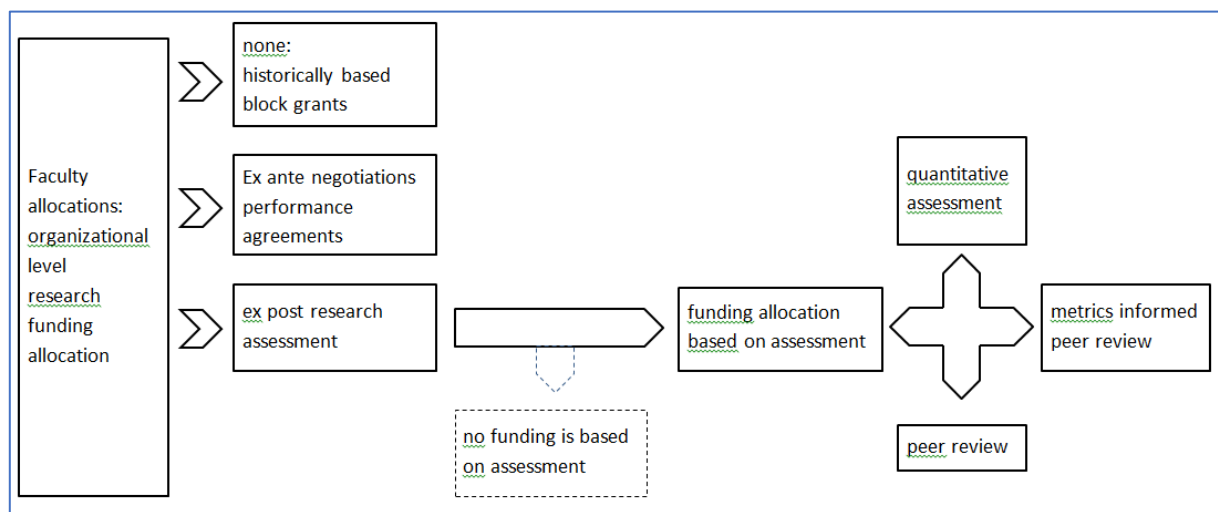 Faculty
allocations:
organizational
level
research
funding
allocation
none:
historically based
block grants
Ex ante negotiations
performance
agreements
ex post research
assessment
no funding is based
on assessment
funding allocation
based on assessment
quantitative
assessment
metrics informed
peer review
peer review